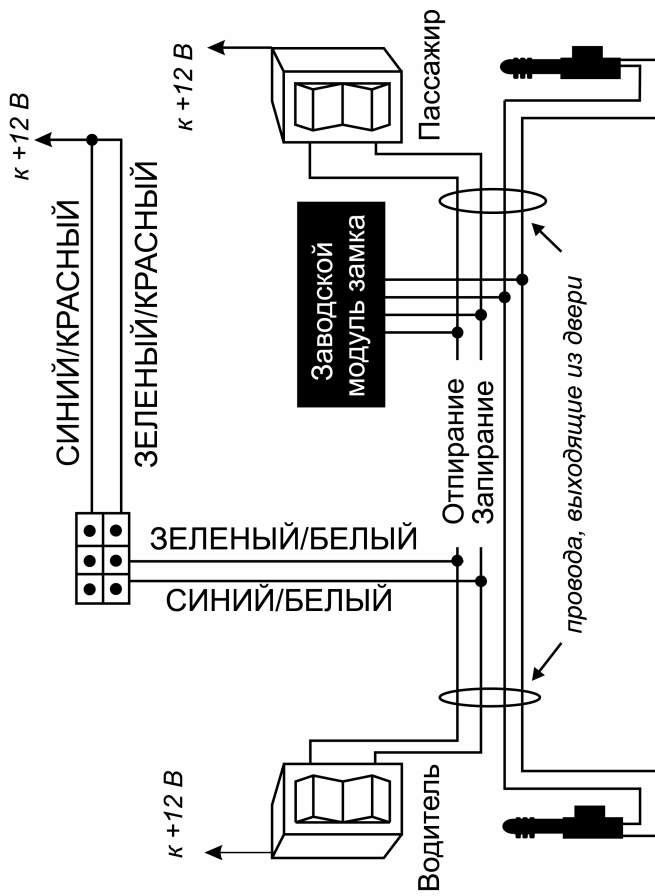 к +12 В
СИНИЙ/КРАСНЫЙ
ЗЕЛЕНЫЙ/КРАСНЫЙ
к +12 В
Пассажир
Заводской
модуль замка
ЗЕЛЕНЫЙ/БЕЛЫЙ
СИНИЙ/БЕЛЫЙ
Отпирание
Запирание
провода, выходящие из двери
к +12 В
Водитель